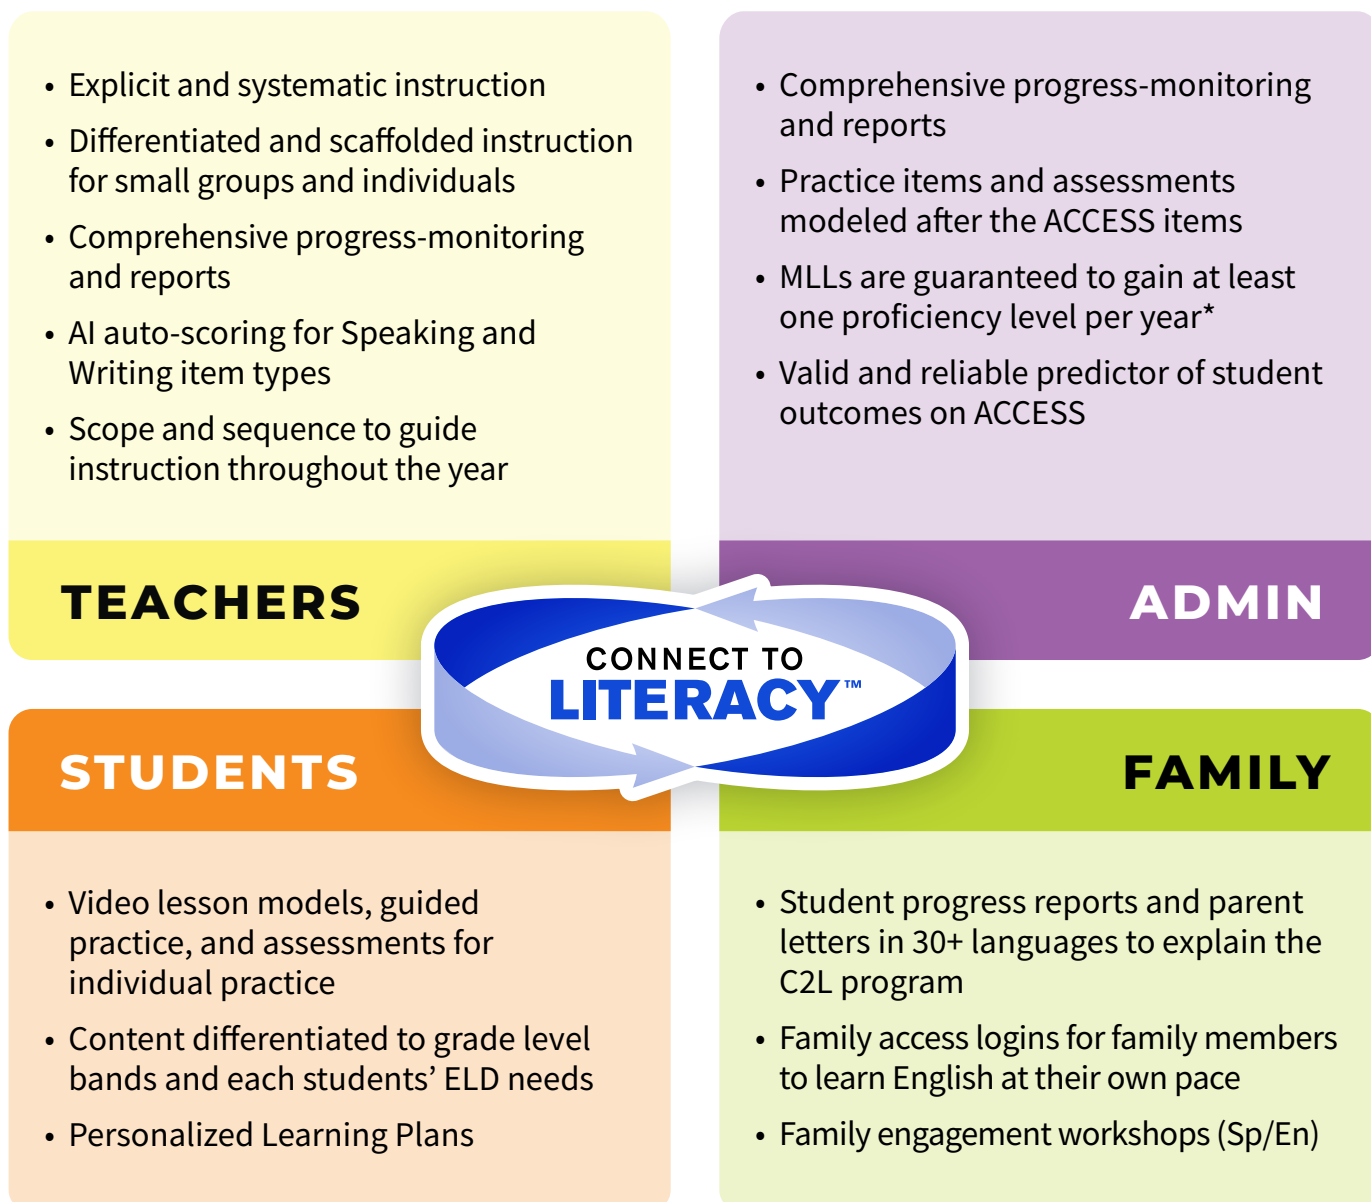 • Explicit and systematic instruction
• Differentiated and scaffolded instruction
for small groups and individuals
• Comprehensive progress-monitoring
and reports
• AI auto-scoring for Speaking and
Writing item types
• Scope and sequence to guide
instruction throughout the year
TEACHERS
• Comprehensive progress-monitoring
and reports
• Practice items and assessments
modeled after the ACCESS items
• MLLs are guaranteed to gain at least
one proficiency level per year*
• Valid and reliable predictor of student
outcomes on ACCESS
ADMIN
CONNECT TO
LITERACY™
STUDENTS
• Video lesson models, guided
practice, and assessments for
individual practice
• Content differentiated to grade level
bands and each students’ ELD needs
• Personalized Learning Plans
FAMILY
• Student progress reports and parent
letters in 30+ languages to explain the
C2L program
• Family access logins for family members
to learn English at their own pace
• Family engagement workshops (Sp/En)